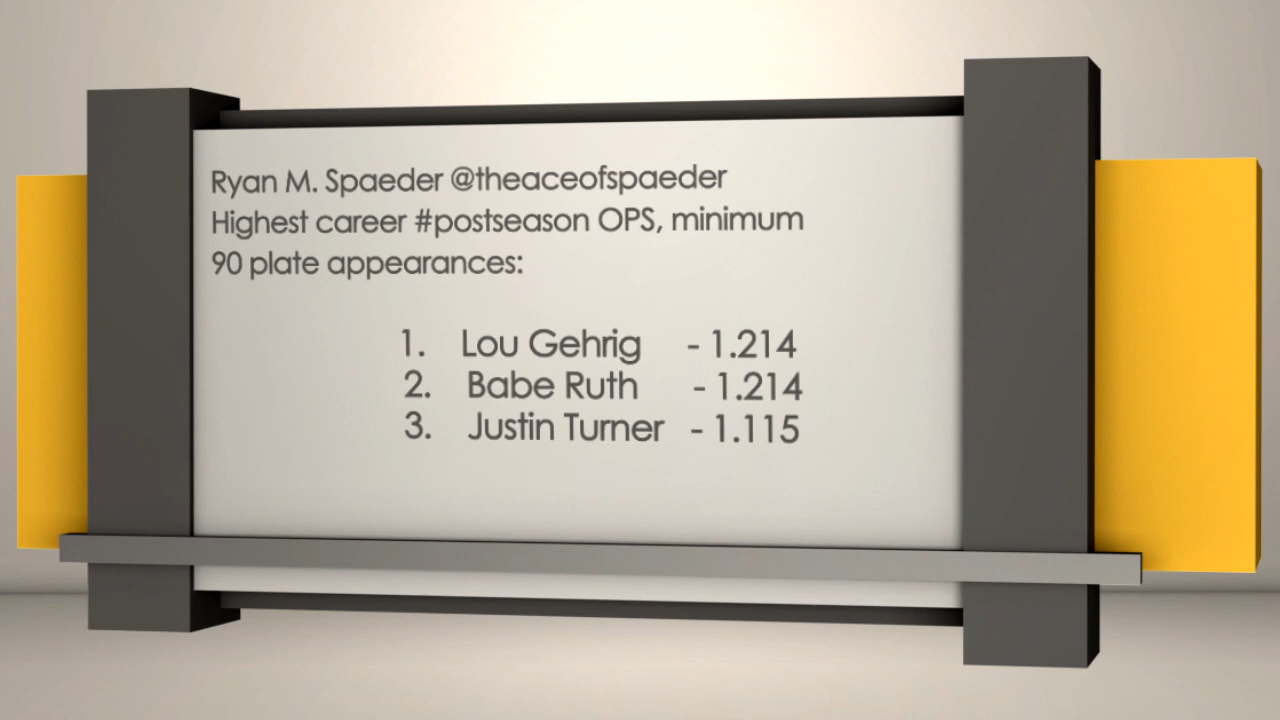 Ryan M. Spaeder @theaceofspaeder
Highest career #postseason OPS, minimum
90 plate appearances:
1. Lou Gehrig - 1.214
2. Babe Ruth - 1.214
3. Justin Turner - 1.115